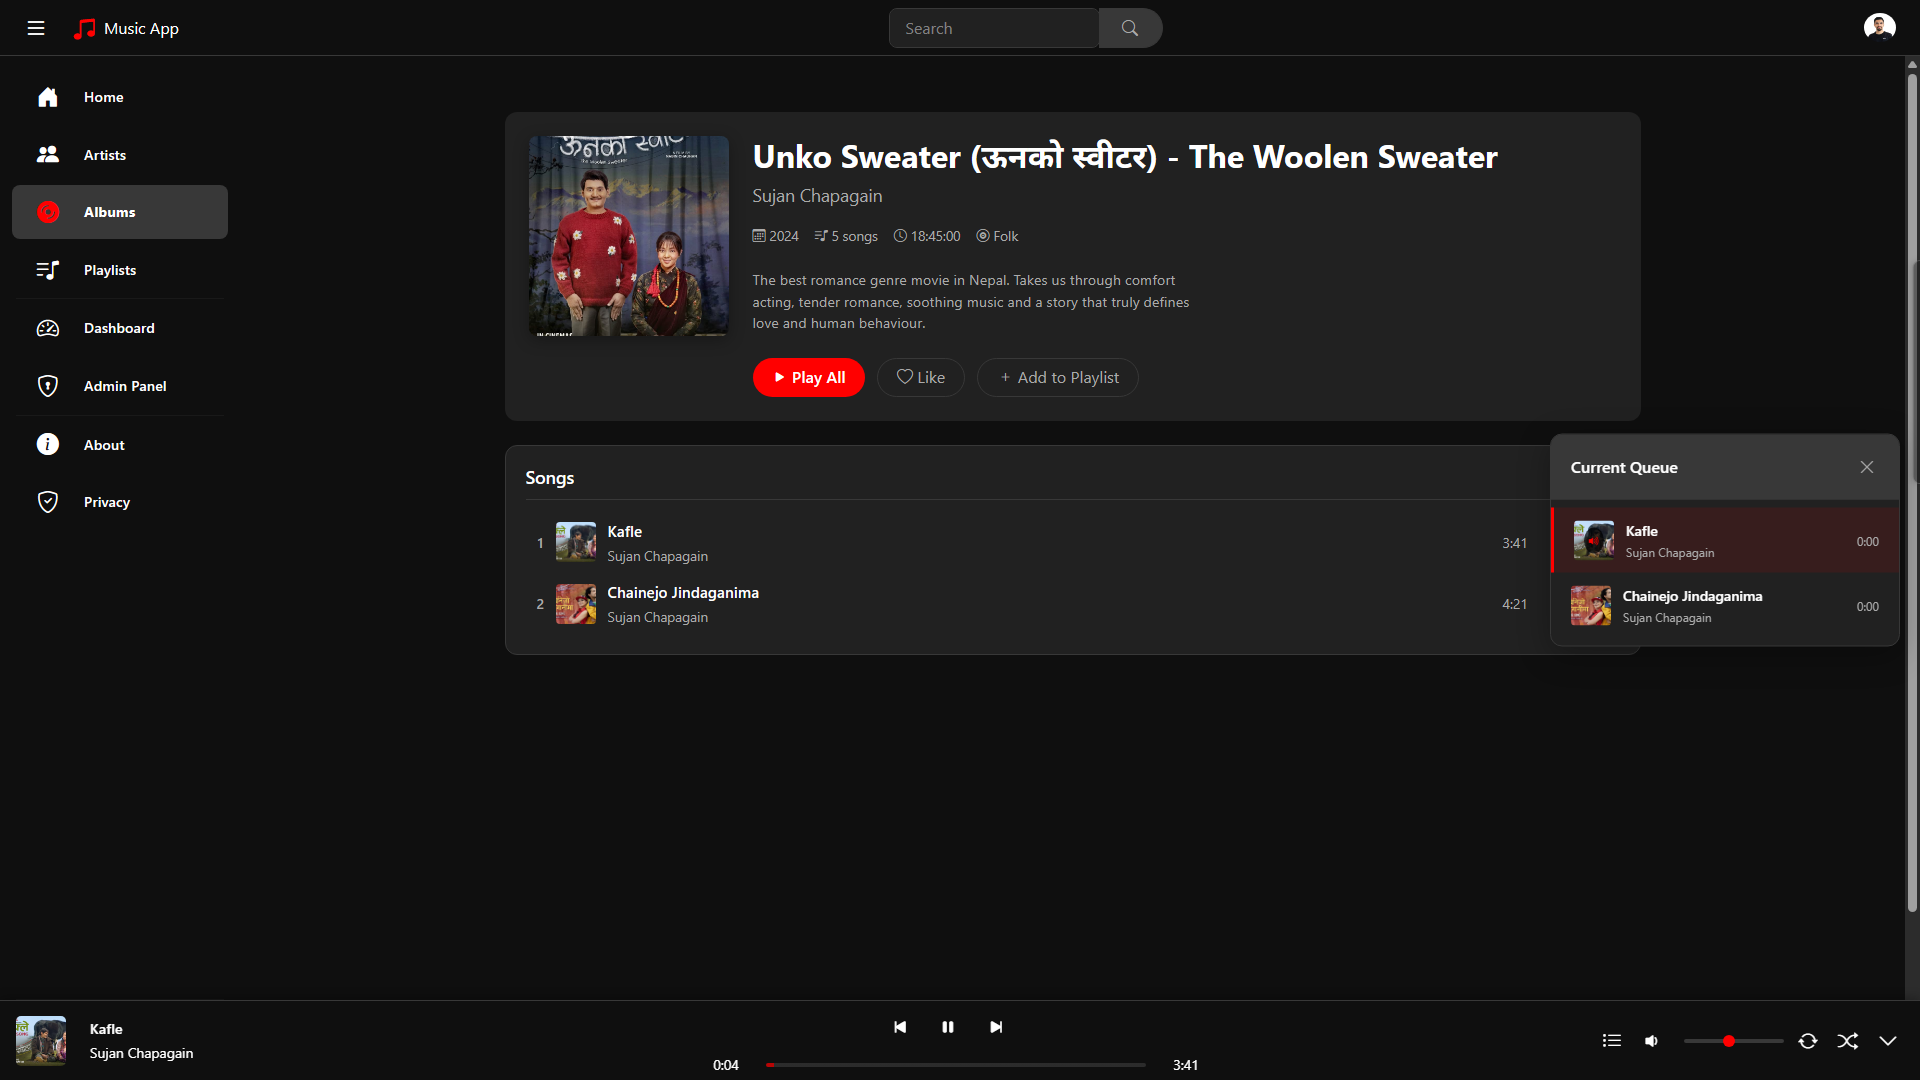 Music App
Search
Home
Artists
Albums
Playlists
Dashboard
Admin Panel
About
Privacy
The Woolen Sweater
IN CINEMAS
Unko Sweater (ऊनको स्वीटर) - The Woolen Sweater
Sujan Chapagain
2024 5 songs 18:45:00 Folk
The best romance genre movie in Nepal. Takes us through comfort
acting, tender romance, soothing music and a story that truly defines
love and human behaviour.
Play All Like + Add to Playlist
Songs
1 Kafle 3:41
Sujan Chapagain
2 Chainejo Jindaganima 4:21
Sujan Chapagain
Current Queue
Kafle 0:00
Sujan Chapagain
Chainejo Jindaganima 0:00
Sujan Chapagain
Kafle
Sujan Chapagain
0:04 3:41